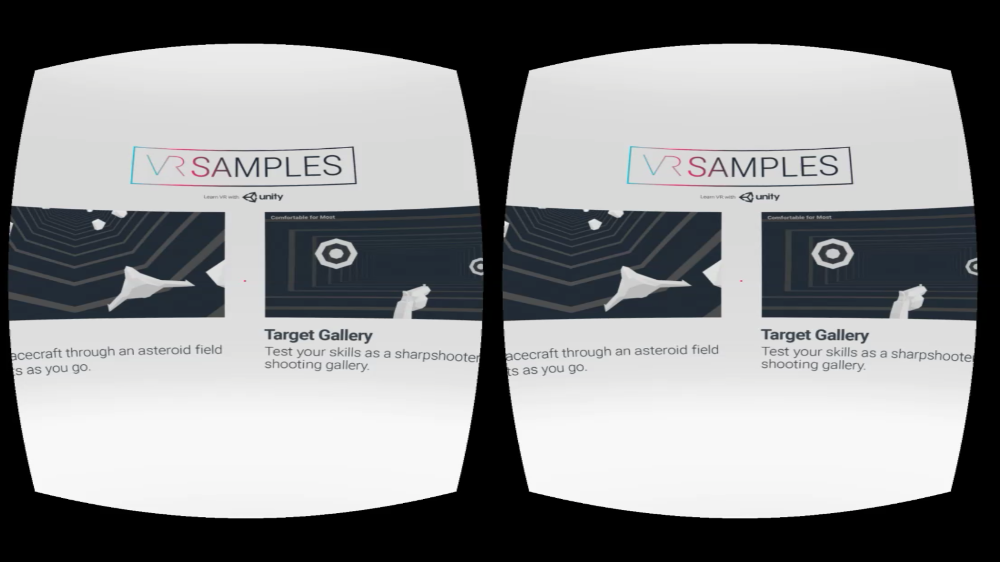 VR SAMPLES
Learn VR with unity
Comfortable for Most
acecraft through an asteroid field
ts as you go.
Target Gallery
Test your skills as a sharpshooter
shooting gallery.
VR SAMPLES
Learn VR with unity
Comfortable for Most
acecraft through an asteroid field
ts as you go.
Target Gallery
Test your skills as a sharpshooter
shooting gallery.